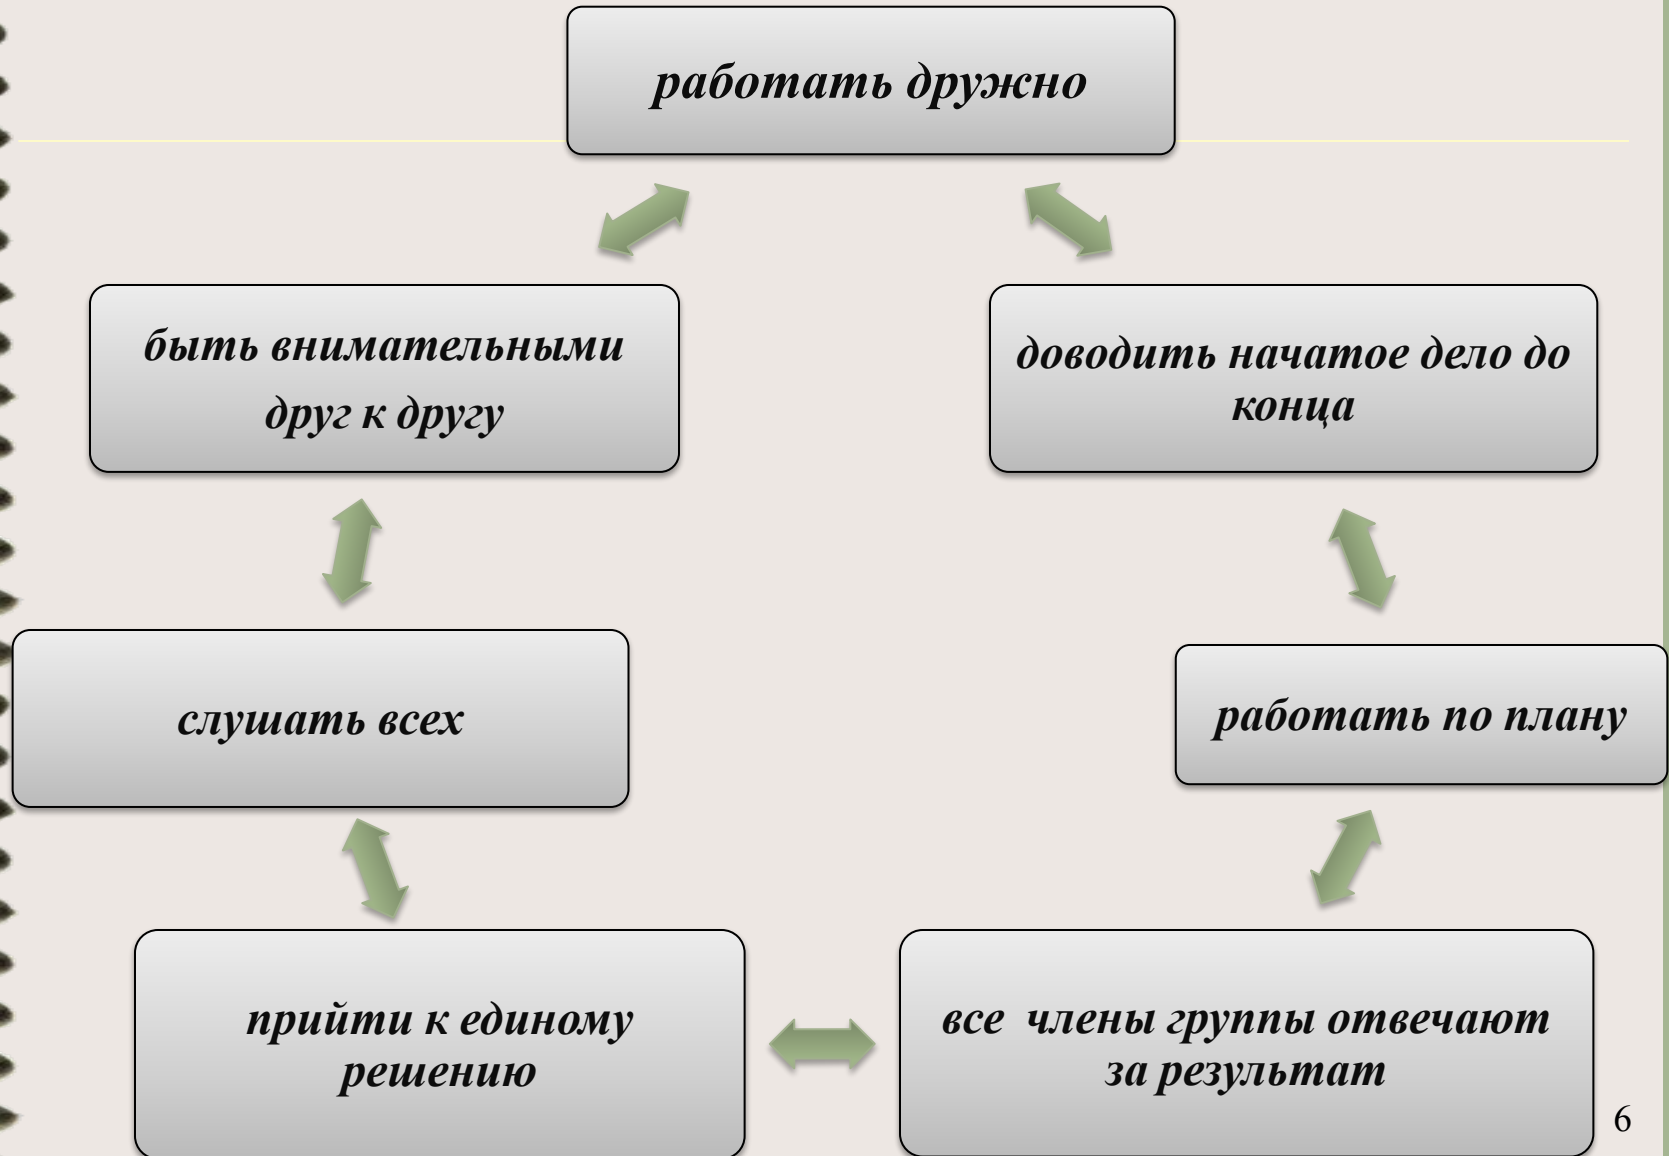 работать дружно
быть внимательными
друг к другу
доводить начатое дело до
конца
слушать всех
работать по плану
прийти к единому
решению
все члены группы отвечают
за результат
6